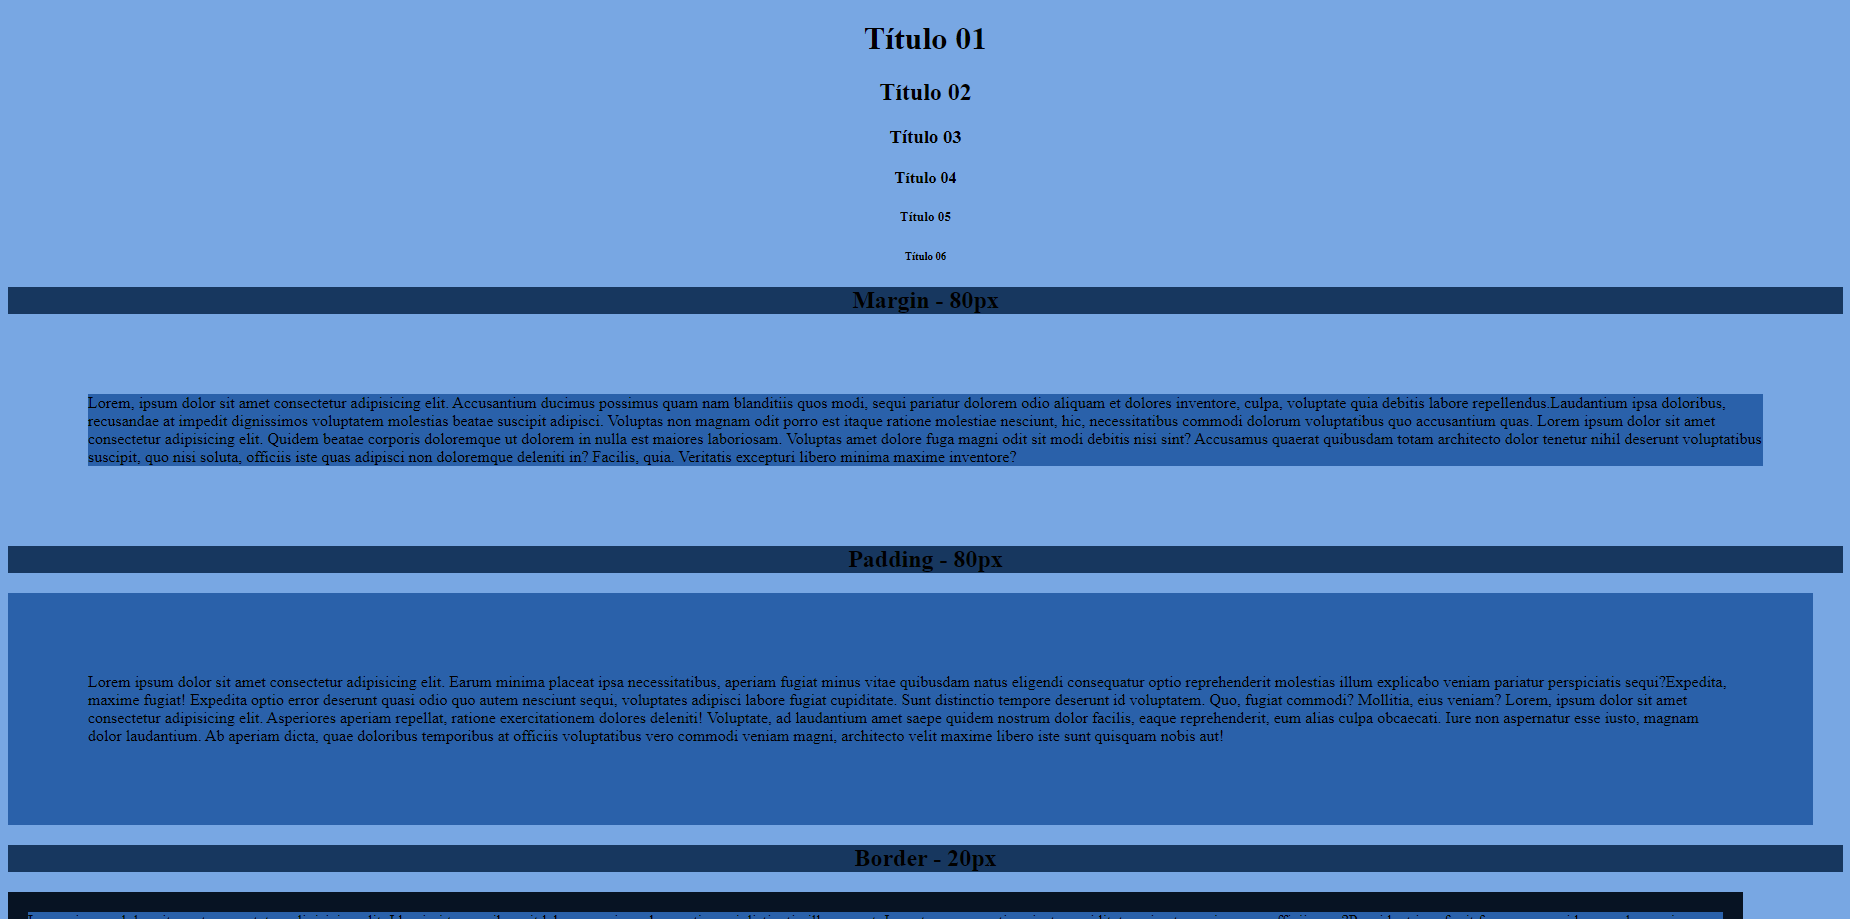 Título 01
Título 02
Título 03
Título 04
Título 05
Título 06
Margin - 80px
Lorem, ipsum dolor sit amet consectetur adipisicing elit. Accusantium ducimus possimus quam nam blanditiis quos modi, sequi pariatur dolorem odio aliquam et dolores inventore, culpa, voluptate quia debitis labore repellendus.Laudantium ipsa doloribus,
recusandae at impedit dignissimos voluptatem molestias beatae suscipit adipisci. Voluptas non magnam odit porro est itaque ratione molestiae nesciunt, hic, necessitatibus commodi dolorum voluptatibus quo accusantium quas. Lorem ipsum dolor sit amet
consectetur adipisicing elit. Quidem beatae corporis doloremque ut dolorem in nulla est maiores laboriosam. Voluptas amet dolore fuga magni odit sit modi debitis nisi sint? Accusamus quaerat quibusdam totam architecto dolor tenetur nihil deserunt voluptatibus
suscipit, quo nisi soluta, officiis iste quas adipisci non doloremque deleniti in? Facilis, quia. Veritatis excepturi libero minima maxime inventore?
Padding - 80px
Lorem ipsum dolor sit amet consectetur adipisicing elit. Earum minima placeat ipsa necessitatibus, aperiam fugiat minus vitae quibusdam natus eligendi consequatur optio reprehenderit molestias illum explicabo veniam pariatur perspiciatis sequi?Expedita,
maxime fugiat! Expedita optio error deserunt quasi odio quo autem nesciunt sequi, voluptates adipisci labore fugiat cupiditate. Sunt distinctio tempore deserunt id voluptatem. Quo, fugiat commodi? Mollitia, eius veniam? Lorem, ipsum dolor sit amet
consectetur adipisicing elit. Asperiores aperiam repellat, ratione exercitationem dolores deleniti! Voluptate, ad laudantium amet saepe quidem nostrum dolor facilis, eaque reprehenderit, eum alias culpa obcaecati. Iure non aspernatur esse iusto, magnam
dolor laudantium. Ab aperiam dicta, quae doloribus temporibus at officiis voluptatibus vero commodi veniam magni, architecto velit maxime libero iste sunt quisquam nobis aut!
Border - 20px